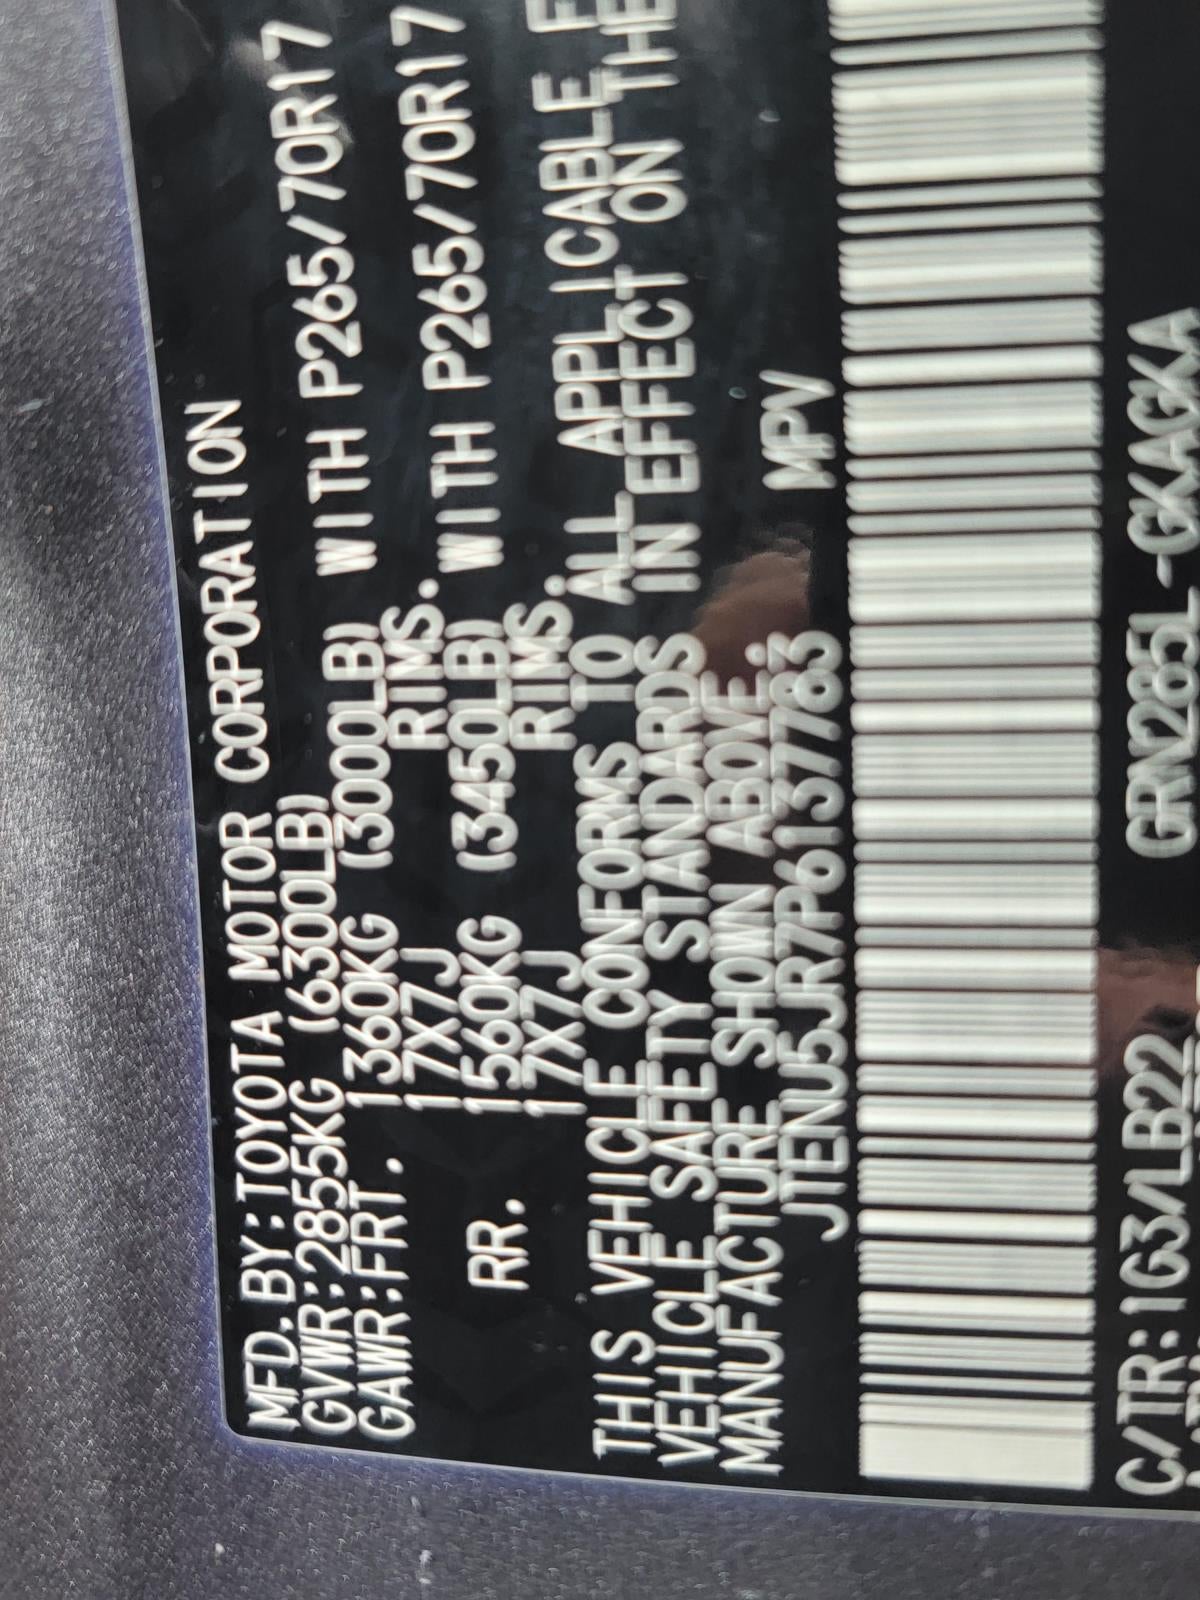 MFD.BY:TOYOTA MOTOR CORPORATION
GVWR:2855KG (6300LB)
GAWR:FRT. 1360KG (3000LB) WITH P265/70R17
17X7J RIMS.
RR. 1560KG (3450LB) WITH P265/70R17
17X7J RIMS.
THIS VEHICLE CONFORMS TO ALL APPLICABLE
VEHICLE SAFETY STANDARDS IN EFFECT ON THE
MANUFACTURE SHOWN ABOVE.
JTENU5JR7P6137783 MPV
C/TR:1G3/LB22 GRN285L-GKAGKA